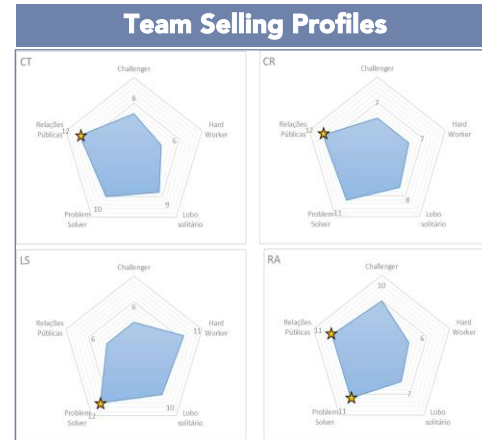 Team Selling Profiles
CT
Challenger
8
Relações
Públicas
12
Hard
Worker
6
Problem
Solver
10
Lobo
solitário
9
CR
Challenger
7
Relações
Públicas
12
Hard
Worker
7
Problem
Solver
11
Lobo
solitário
8
LS
Challenger
6
Relações
Públicas
6
Hard
Worker
11
Problem
Solver
12
Lobo
solitário
10
RA
Challenger
10
Relações
Públicas
11
Hard
Worker
6
Problem
Solver
11
Lobo
solitário
7